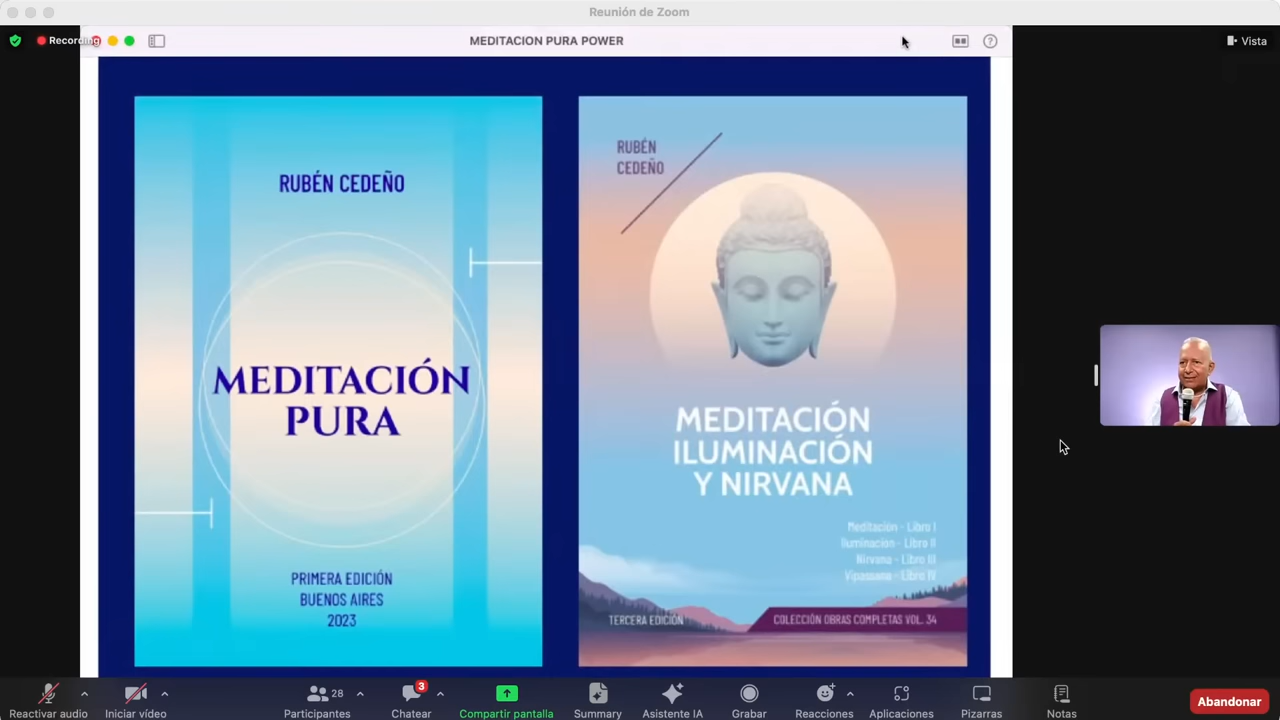 Reunión de Zoom
Recording
MEDITACION PURA POWER
Vista
RUBÉN CEDEÑO
MEDITACIÓN
PURA
PRIMERA EDICIÓN
BUENOS AIRES
2023
RUBÉN
CEDEÑO
MEDITACIÓN
ILUMINACIÓN
Y NIRVANA
Meditación - Libro I
Iluminación - Libro II
Nirvana - Libro III
Vipassana - Libro IV
TERCERA EDICIÓN
COLECCIÓN OBRAS COMPLETAS VOL. 34
28
3
Reactivar audio
Iniciar vídeo
Participantes
Chatear
Compartir pantalla
Summary
Asistente IA
Grabar
Reacciones
Aplicaciones
Pizarras
Notas
Abandonar